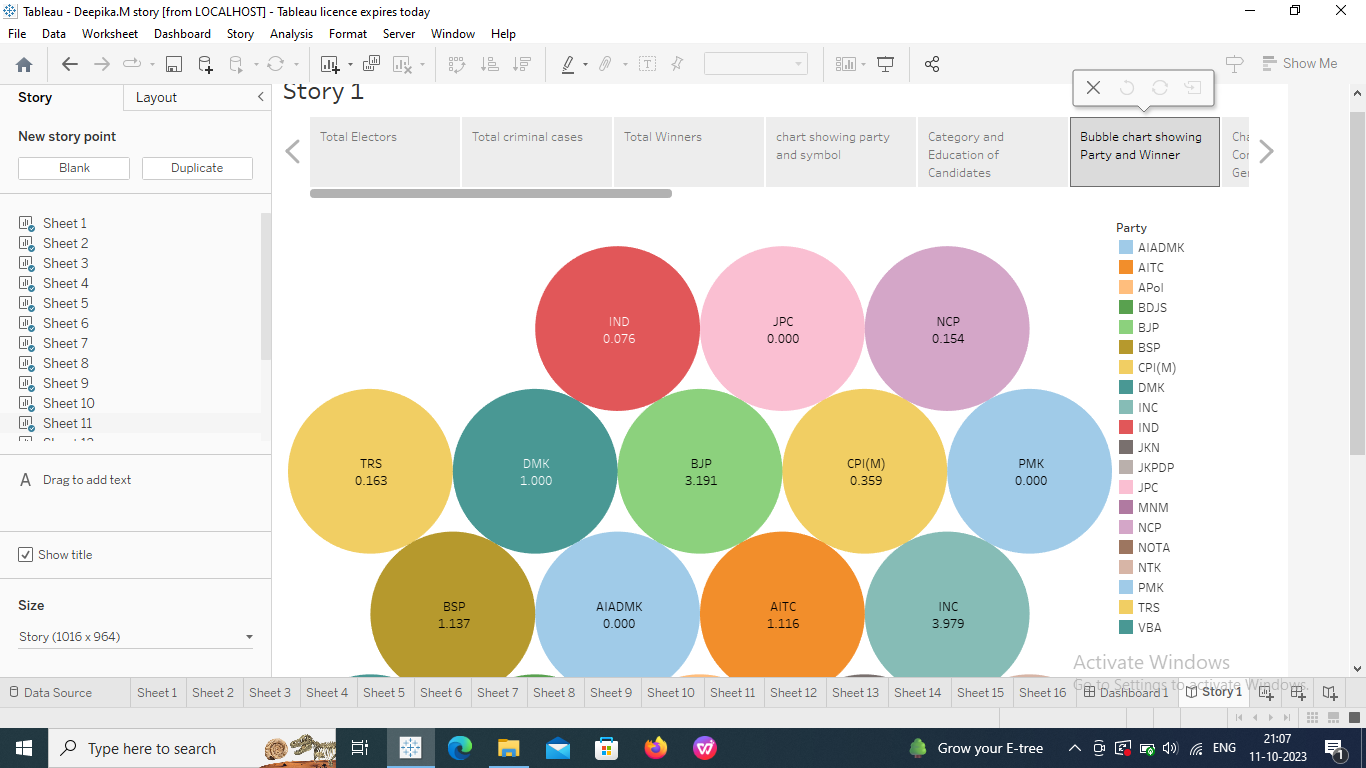 Tableau - Deepika.M story [from LOCALHOST] - Tableau licence expires today
File Data Worksheet Dashboard Story Analysis Format Server Window Help
Show Me
Story Layout
New story point
Blank Duplicate
Sheet 1
Sheet 2
Sheet 3
Sheet 4
Sheet 5
Sheet 6
Sheet 7
Sheet 8
Sheet 9
Sheet 10
Sheet 11
A Drag to add text
Show title
Size
Story (1016 x 964)
Story 1
Total Electors
Total criminal cases
Total Winners
chart showing party
and symbol
Category and
Education of
Candidates
Bubble chart showing
Party and Winner
IND
0.076
JPC
0.000
NCP
0.154
TRS
0.163
DMK
1.000
BJP
3.191
CPI(M)
0.359
PMK
0.000
BSP
1.137
AIADMK
0.000
AITC
1.116
INC
3.979
Party
AIADMK
AITC
APoI
BDJS
BJP
BSP
CPI(M)
DMK
INC
IND
JKN
JKPDP
JPC
MNM
NCP
NOTA
NTK
PMK
TRS
VBA
Activate Windows
Go to Settings to activate Windows.
Data Source Sheet 1 Sheet 2 Sheet 3 Sheet 4 Sheet 5 Sheet 6 Sheet 7 Sheet 8 Sheet 9 Sheet 10 Sheet 11 Sheet 12 Sheet 13 Sheet 14 Sheet 15 Sheet 16 Dashboard 1 Story 1
Type here to search
Grow your E-tree
ENG
21:07
11-10-2023
1